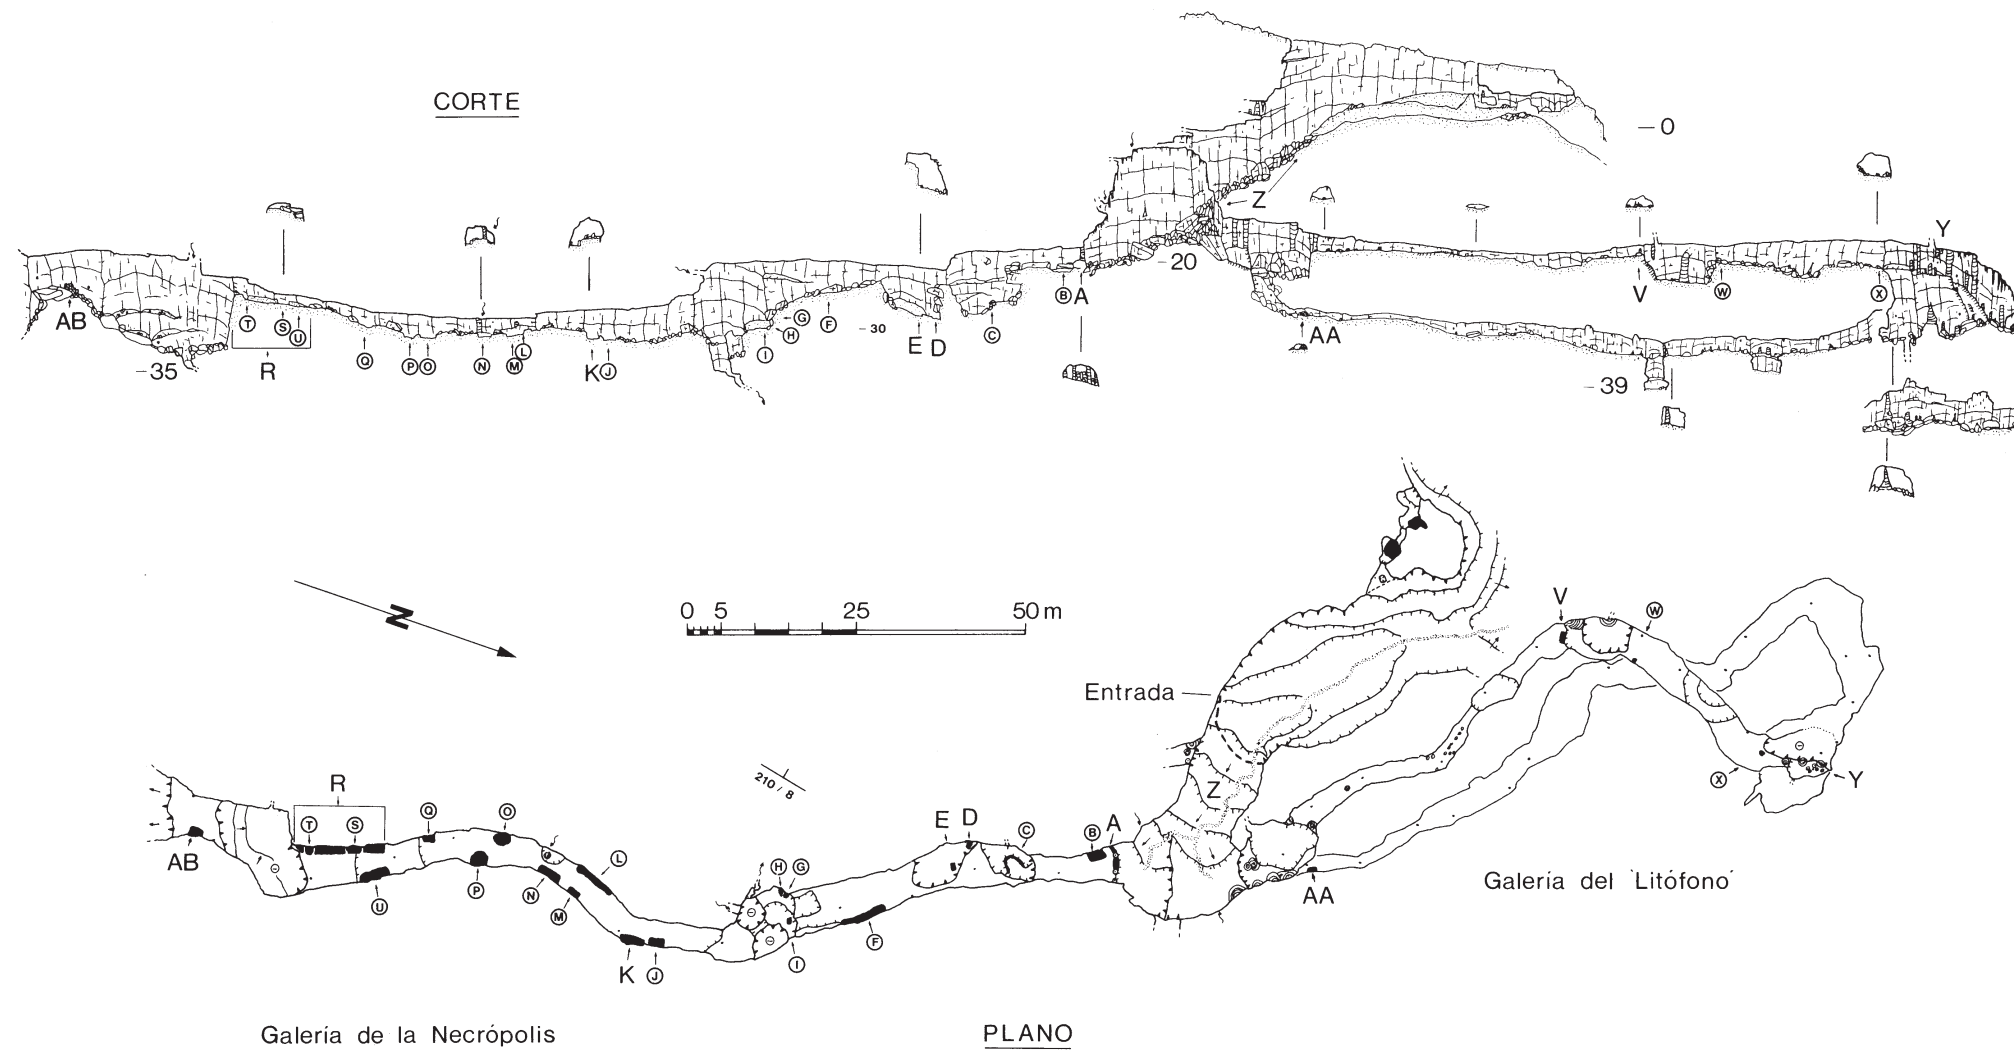 CORTE
-0
Z
Y
-20
B A
V W X
AB
T S U
G
H F
-30
C
E D
I
AA
-35
R
Q
P O
N M L
K J
-39
N
0 5 25 50 m
V
W
Entrada
210 / 8
Z
X
Y
R
T S
Q O
L
E D C B A
H G
AB
U
P
N
M
F
I
K J
AA
Galería del 'Litófono'
Galería de la Necrópolis
PLANO